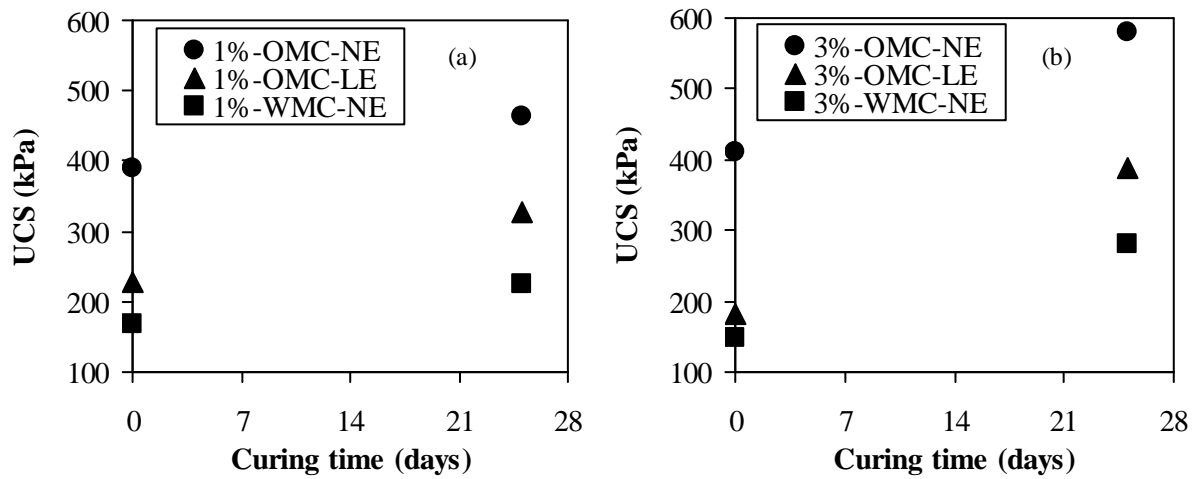 600
500
400
300
200
100
UCS (kPa)
1%-OMC-NE
1%-OMC-LE
1%-WMC-NE
(a)
0 7 14 21 28
Curing time (days)
600
500
400
300
200
100
UCS (kPa)
3%-OMC-NE
3%-OMC-LE
3%-WMC-NE
(b)
0 7 14 21 28
Curing time (days)